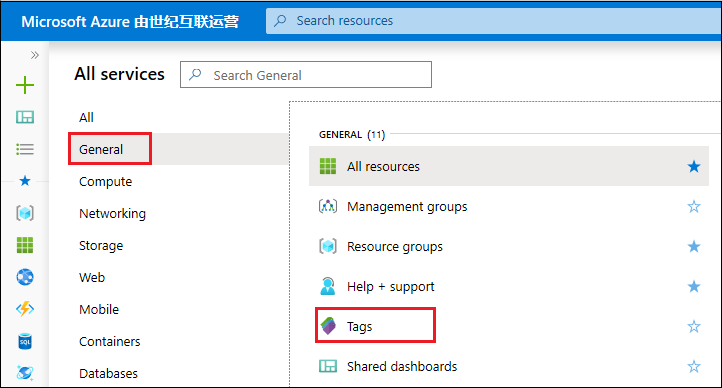 Microsoft Azure 由世纪互联运营
Search resources
All services
Search General
All
General
Compute
Networking
Storage
Web
Mobile
Containers
Databases
GENERAL (11)
All resources
Management groups
Resource groups
Help + support
Tags
Shared dashboards
SQL